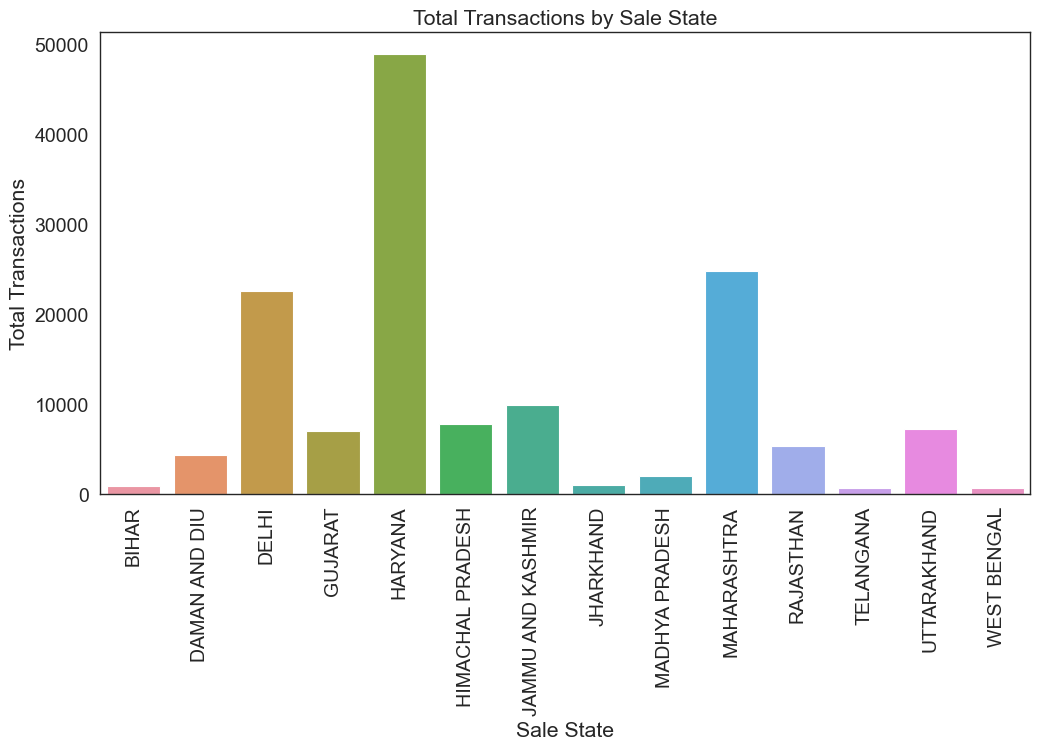 Total Transactions by Sale State
Total Transactions
50000
40000
30000
20000
10000
0
BIHAR
DAMAN AND DIU
DELHI
GUJARAT
HARYANA
HIMACHAL PRADESH
JAMMU AND KASHMIR
JHARKHAND
MADHYA PRADESH
MAHARASHTRA
RAJASTHAN
TELANGANA
UTTARAKHAND
WEST BENGAL
Sale State